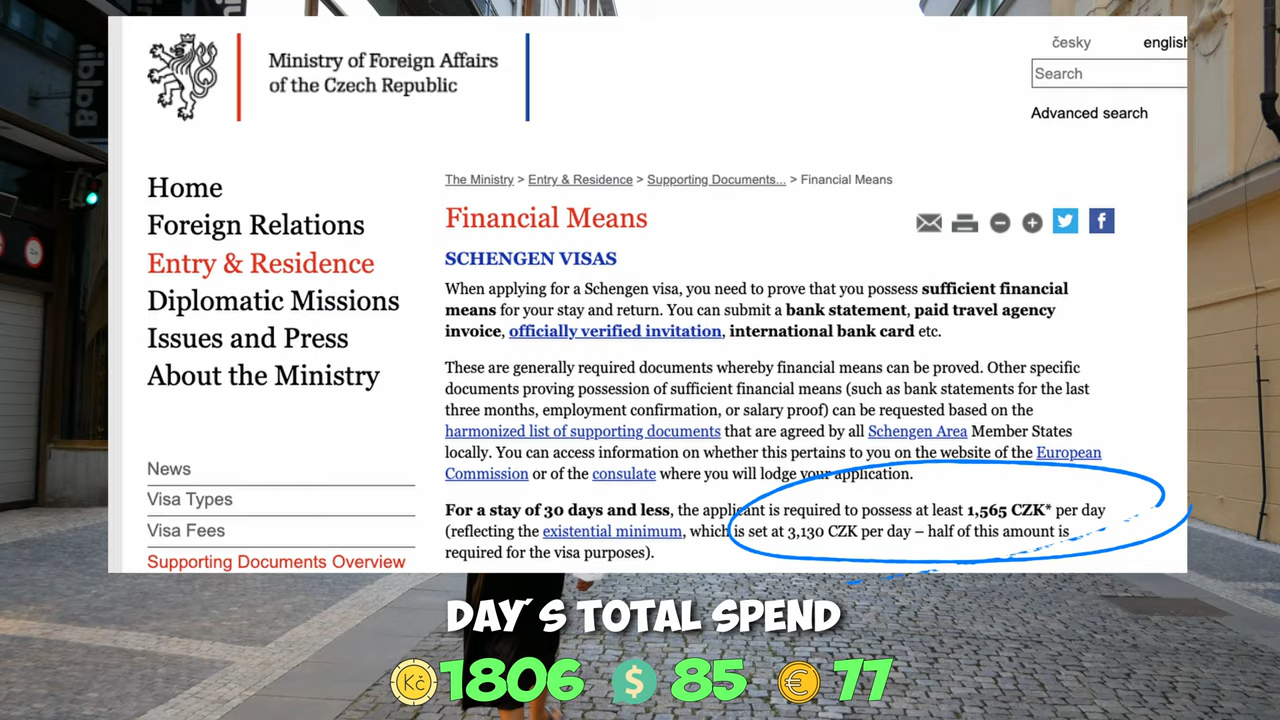 Ministry of Foreign Affairs
of the Czech Republic
česky english
Search
Advanced search
Home
Foreign Relations
Entry & Residence
Diplomatic Missions
Issues and Press
About the Ministry
News
Visa Types
Visa Fees
Supporting Documents Overview
The Ministry > Entry & Residence > Supporting Documents... > Financial Means
Financial Means
SCHENGEN VISAS
When applying for a Schengen visa, you need to prove that you possess sufficient financial
means for your stay and return. You can submit a bank statement, paid travel agency
invoice, officially verified invitation, international bank card etc.
These are generally required documents whereby financial means can be proved. Other specific
documents proving possession of sufficient financial means (such as bank statements for the last
three months, employment confirmation, or salary proof) can be requested based on the
harmonized list of supporting documents that are agreed by all Schengen Area Member States
locally. You can access information on whether this pertains to you on the website of the European
Commission or of the consulate where you will lodge your application.
For a stay of 30 days and less, the applicant is required to possess at least 1,565 CZK* per day
(reflecting the existential minimum, which is set at 3,130 CZK per day – half of this amount is
required for the visa purposes).
DAY´S TOTAL SPEND
Kč 1806 $ 85 € 77